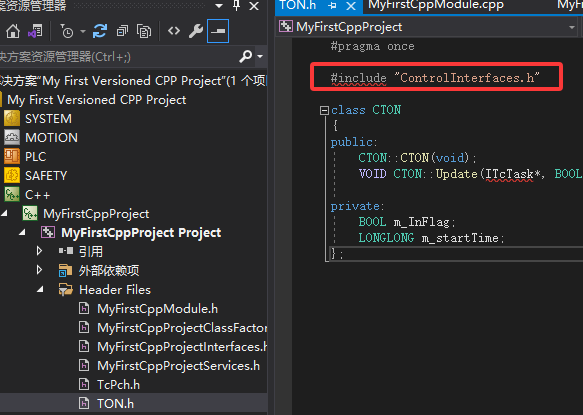 方案资源管理器
方案资源管理器(Ctrl+;)
决方案"My First Versioned CPP Project"(1 个项
My First Versioned CPP Project
SYSTEM
MOTION
PLC
SAFETY
C++
MyFirstCppProject
MyFirstCppProject Project
引用
外部依赖项
Header Files
MyFirstCppModule.h
MyFirstCppProjectClassFactor
MyFirstCppProjectInterfaces.h
MyFirstCppProjectServices.h
TcPch.h
TON.h
TON.h
MyFirstCppModule.cpp
MyFirst
MyFirstCppProject
#pragma once
#include "ControlInterfaces.h"
class CTON
{
public:
CTON::CTON(void);
VOID CTON::Update(ITcTask*, BOOL
private:
BOOL m_InFlag;
LONGLONG m_startTime;
};